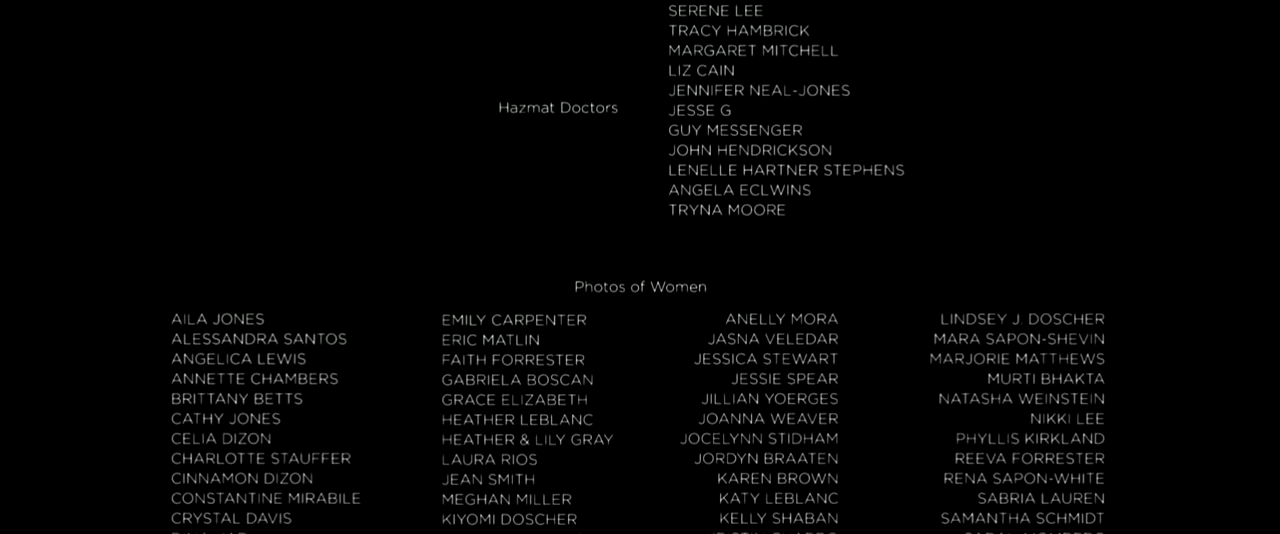 SERENE LEE
TRACY HAMBRICK
MARGARET MITCHELL
LIZ CAIN
JENNIFER NEAL-JONES
Hazmat Doctors
JESSE G
GUY MESSENGER
JOHN HENDRICKSON
LENELLE HARTNER STEPHENS
ANGELA ECLWINS
TRYNA MOORE
Photos of Women
AILA JONES
ALESSANDRA SANTOS
ANGELICA LEWIS
ANNETTE CHAMBERS
BRITTANY BETTS
CATHY JONES
CELIA DIZON
CHARLOTTE STAUFFER
CINNAMON DIZON
CONSTANTINE MIRABILE
CRYSTAL DAVIS
EMILY CARPENTER
ERIC MATLIN
FAITH FORRESTER
GABRIELA BOSCAN
GRACE ELIZABETH
HEATHER LEBLANC
HEATHER & LILY GRAY
LAURA RIOS
JEAN SMITH
MEGHAN MILLER
KIYOMI DOSCHER
ANELLY MORA
JASNA VELEDAR
JESSICA STEWART
JESSIE SPEAR
JILLIAN YOERGES
JOANNA WEAVER
JOCELYNN STIDHAM
JORDYN BRAATEN
KAREN BROWN
KATY LEBLANC
KELLY SHABAN
LINDSEY J. DOSCHER
MARA SAPON-SHEVIN
MARJORIE MATTHEWS
MURTI BHAKTA
NATASHA WEINSTEIN
NIKKI LEE
PHYLLIS KIRKLAND
REEVA FORRESTER
RENA SAPON-WHITE
SABRIA LAUREN
SAMANTHA SCHMIDT